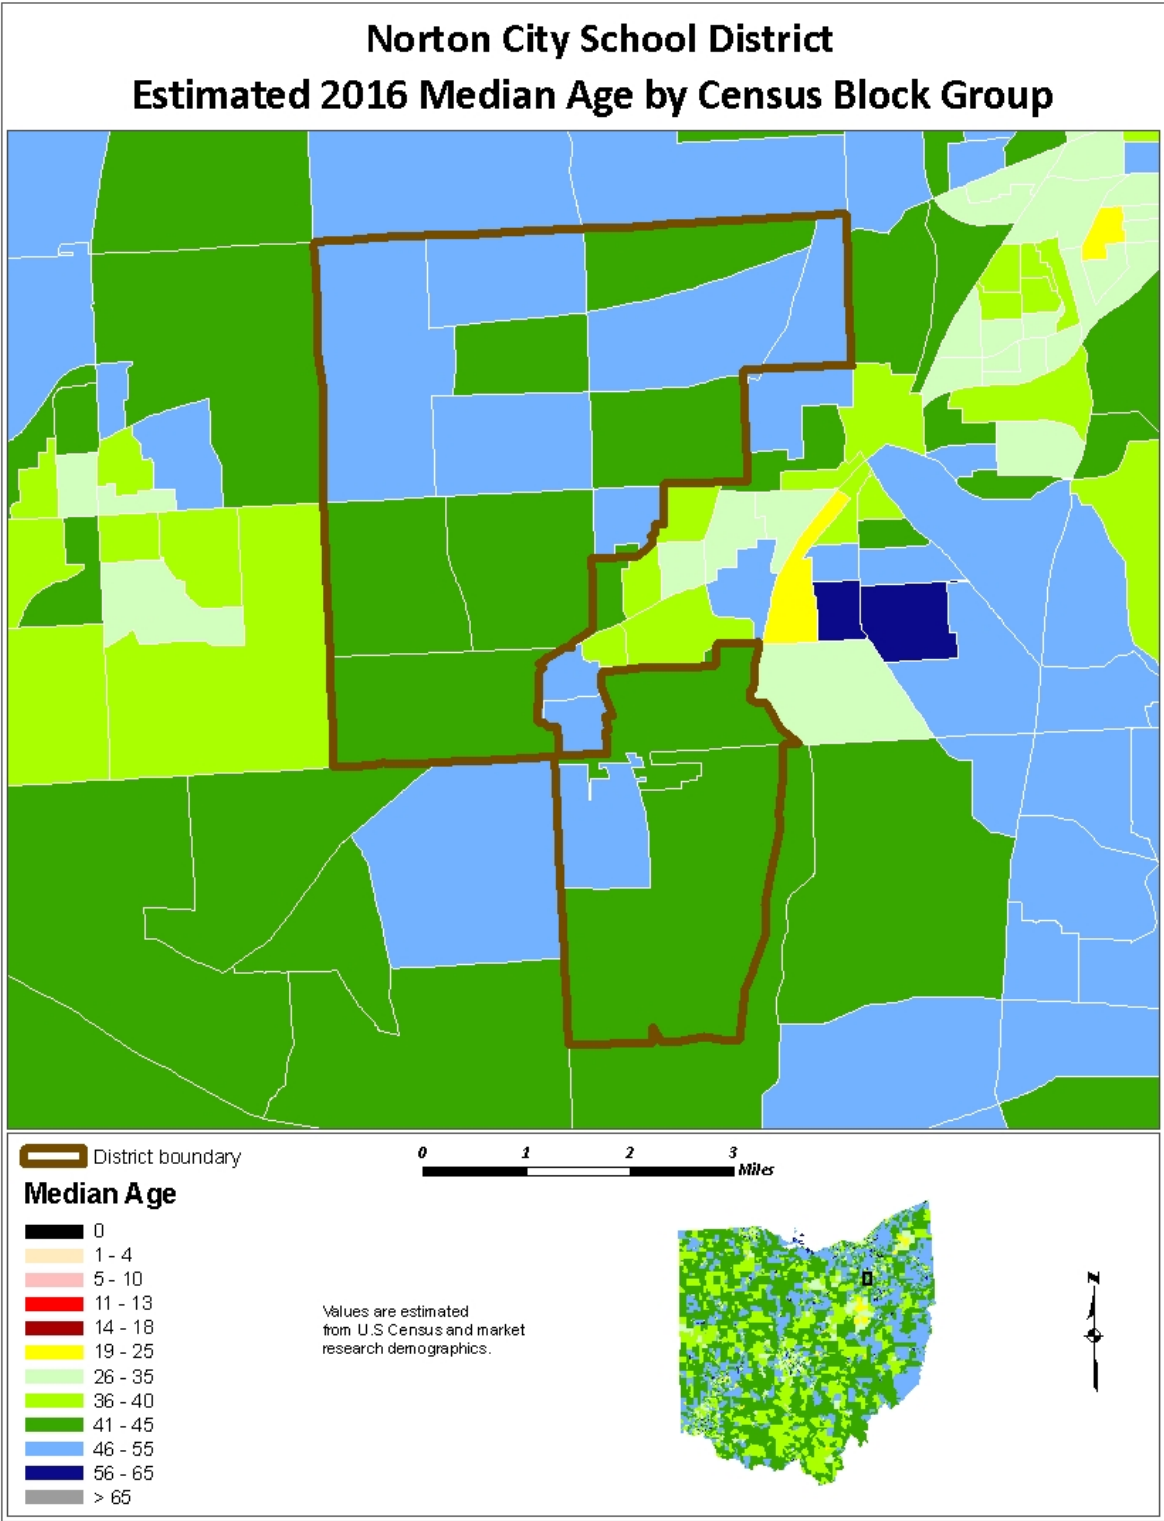 Norton City School District
Estimated 2016 Median Age by Census Block Group
District boundary
0 1 2 3
Miles
Median Age
0
1 - 4
5 - 10
11 - 13
14 - 18
19 - 25
26 - 35
36 - 40
41 - 45
46 - 55
56 - 65
> 65
Values are estimated
from U.S Census and market
research demographics.
N